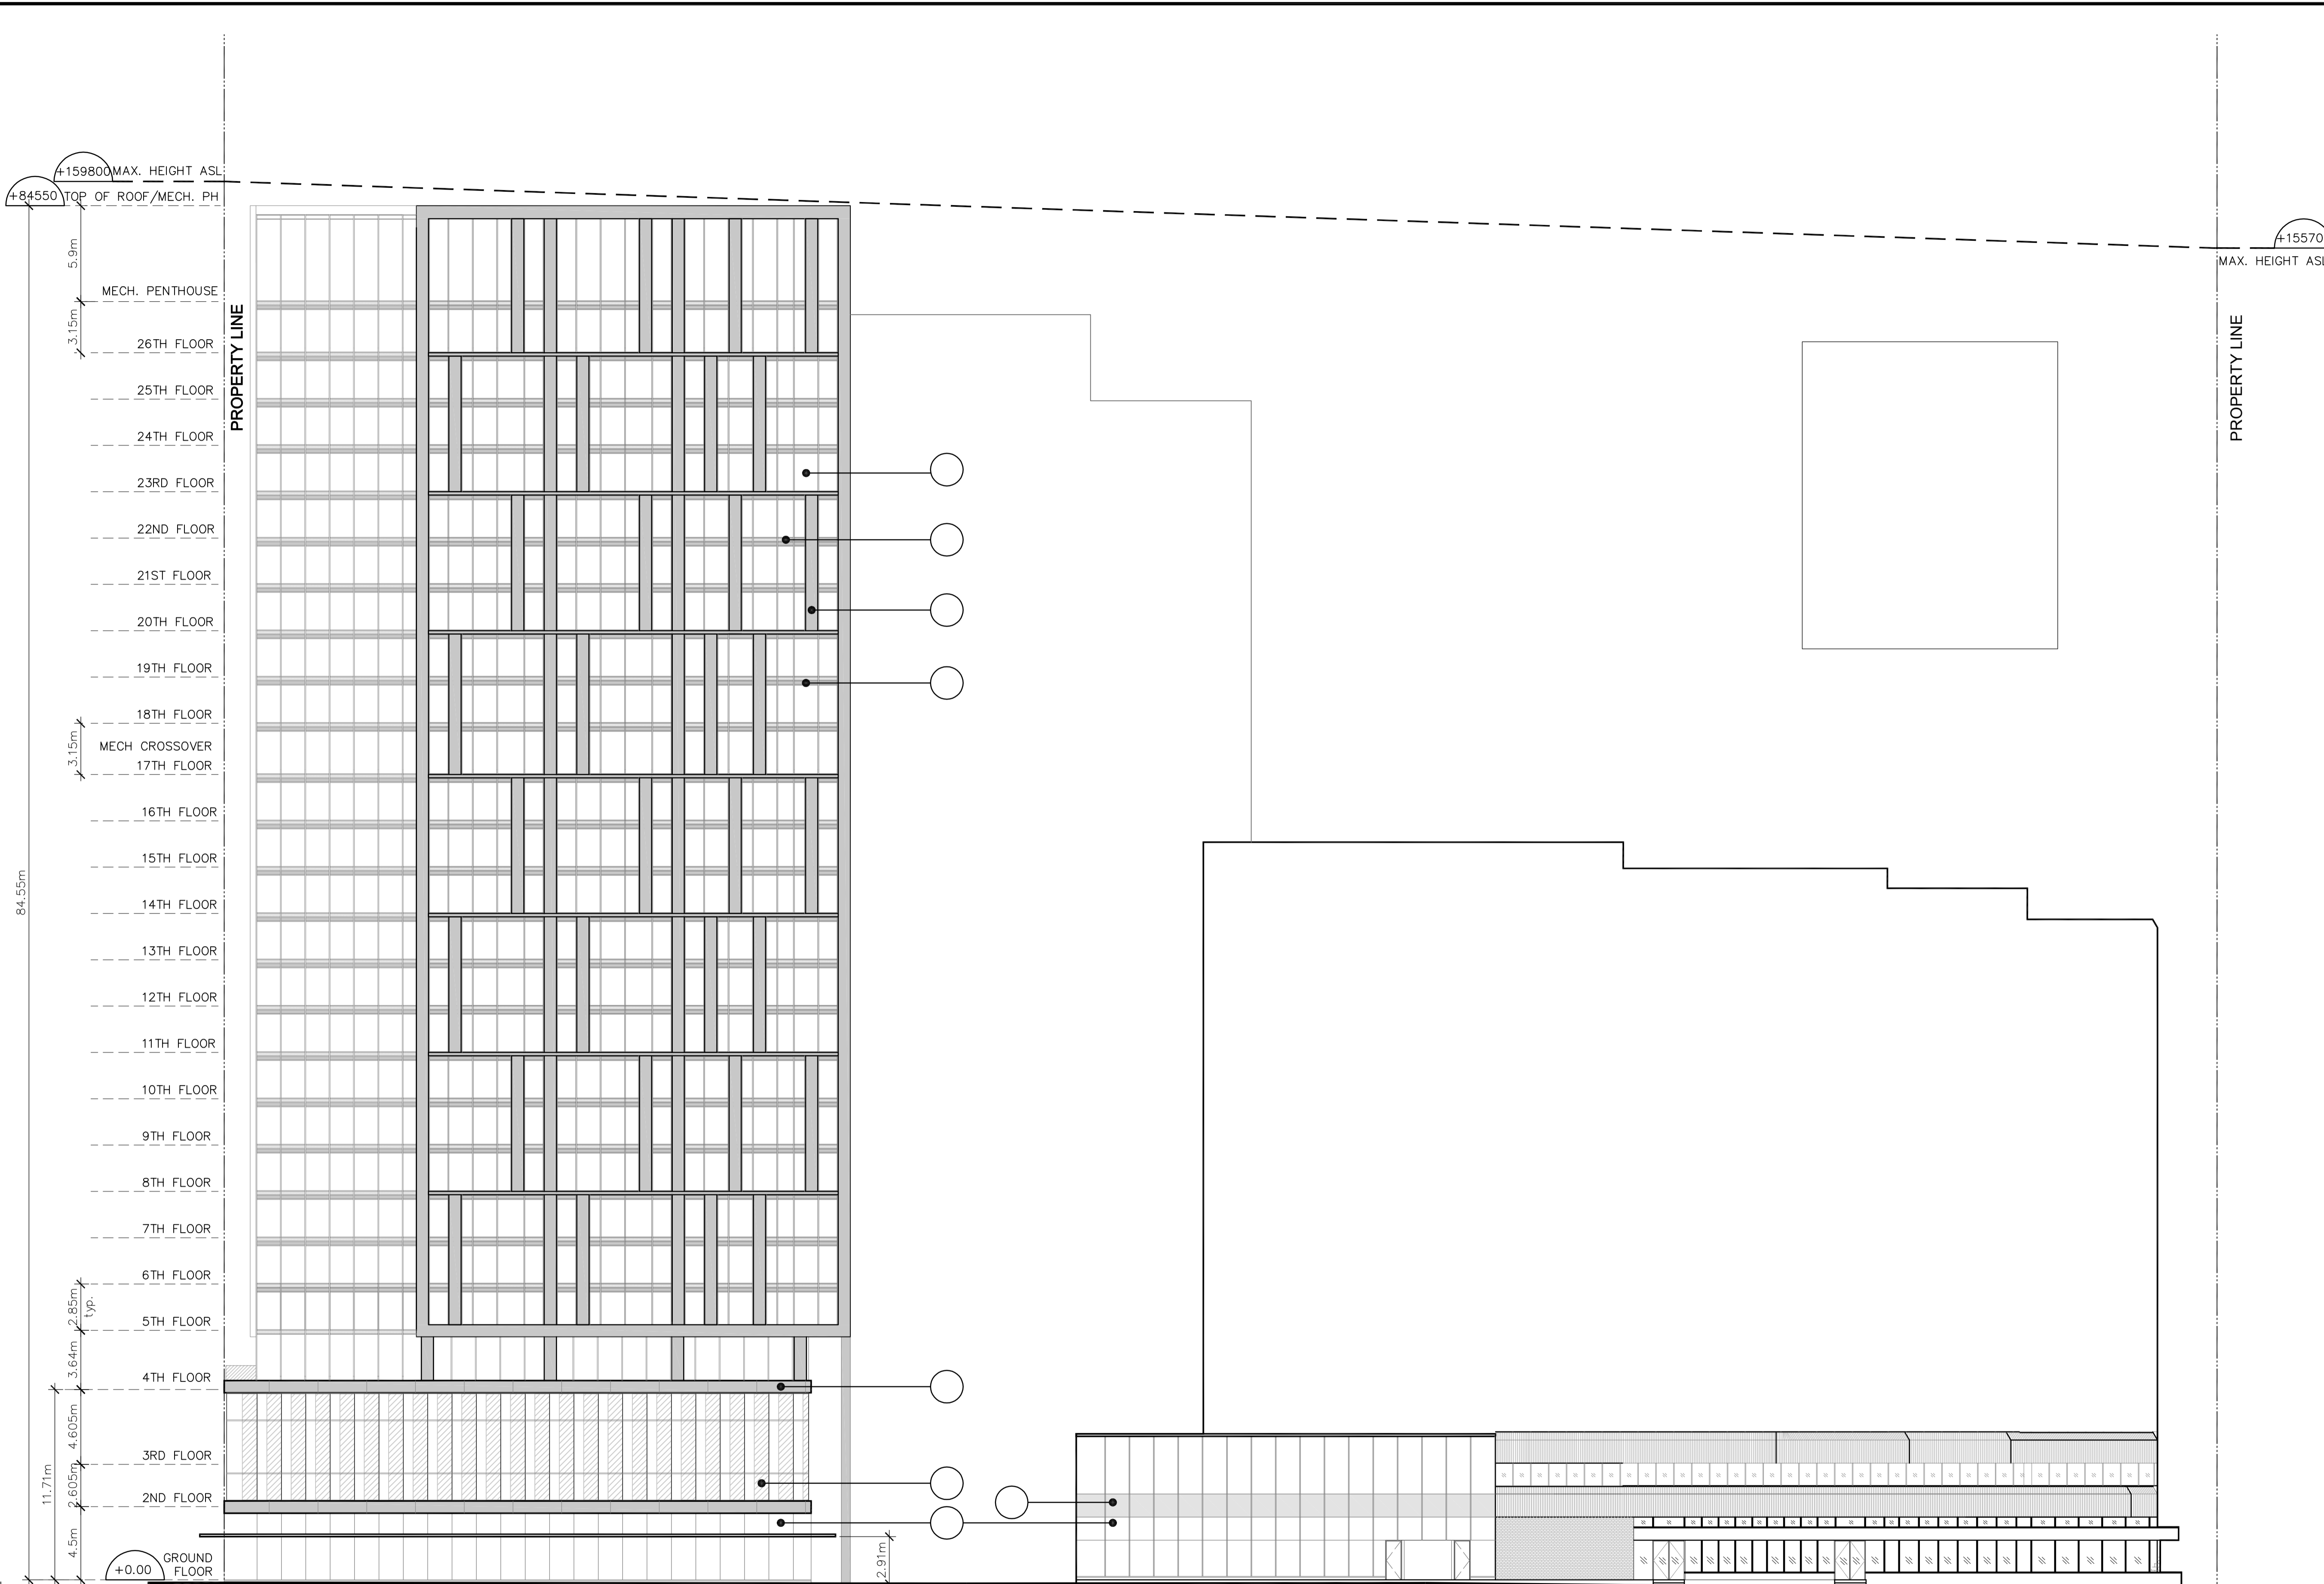 +159800 MAX. HEIGHT ASL
+84550 TOP OF ROOF/MECH. PH
5.9m
MECH. PENTHOUSE
3.15m
26TH FLOOR
25TH FLOOR
24TH FLOOR
23RD FLOOR
22ND FLOOR
21ST FLOOR
20TH FLOOR
19TH FLOOR
18TH FLOOR
3.15m
MECH CROSSOVER
17TH FLOOR
16TH FLOOR
15TH FLOOR
84.55m
14TH FLOOR
13TH FLOOR
12TH FLOOR
11TH FLOOR
10TH FLOOR
9TH FLOOR
8TH FLOOR
7TH FLOOR
6TH FLOOR
2.85m
typ.
5TH FLOOR
3.64m
4TH FLOOR
4.605m
3RD FLOOR
11.71m
2.605m
2ND FLOOR
4.5m
GROUND
FLOOR
+0.00
2.91m
PROPERTY LINE
PROPERTY LINE
+15570
MAX. HEIGHT ASL